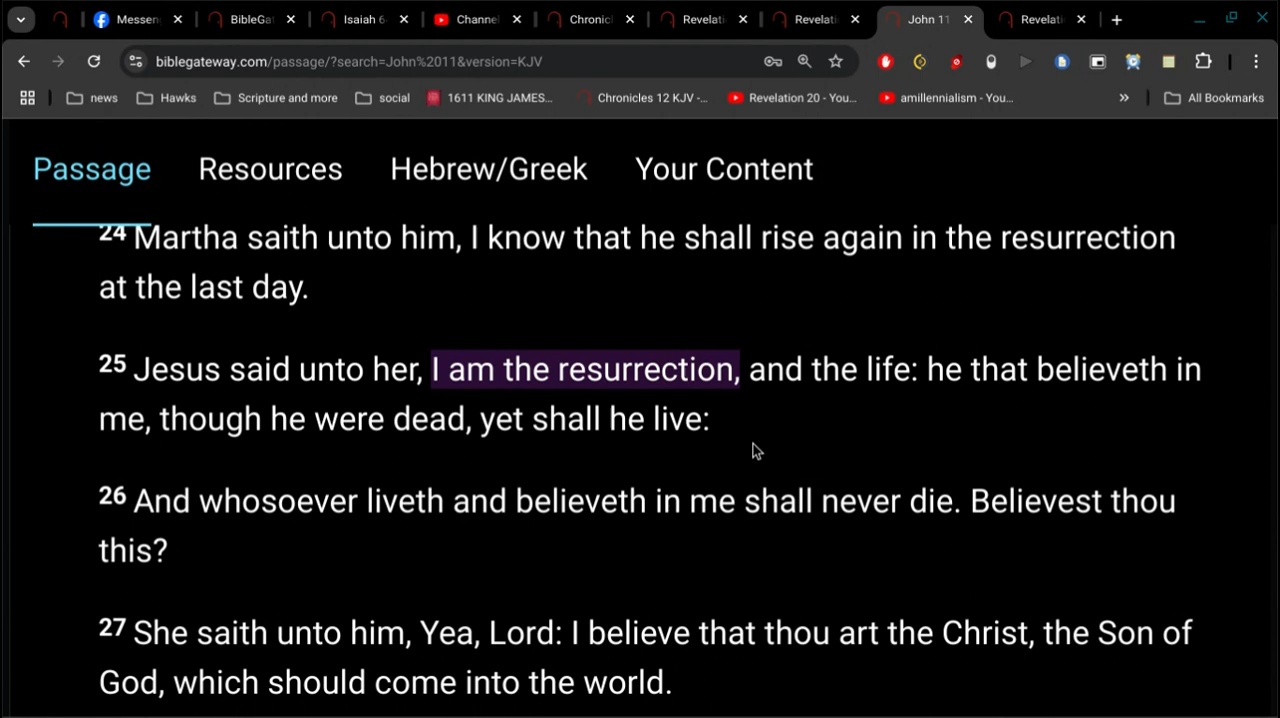 Messen
BibleGa
Isaiah 6
Channel
Chronic
Revelati
Revelati
John 11
Revelati
biblegateway.com/passage/?search=John%2011&version=KJV
news
Hawks
Scripture and more
social
1611 KING JAMES...
Chronicles 12 KJV -...
Revelation 20 - You...
amillennialism - You...
»
All Bookmarks
Passage Resources Hebrew/Greek Your Content
24 Martha saith unto him, I know that he shall rise again in the resurrection
at the last day.
25 Jesus said unto her, I am the resurrection, and the life: he that believeth in
me, though he were dead, yet shall he live:
26 And whosoever liveth and believeth in me shall never die. Believest thou
this?
27 She saith unto him, Yea, Lord: I believe that thou art the Christ, the Son of
God, which should come into the world.